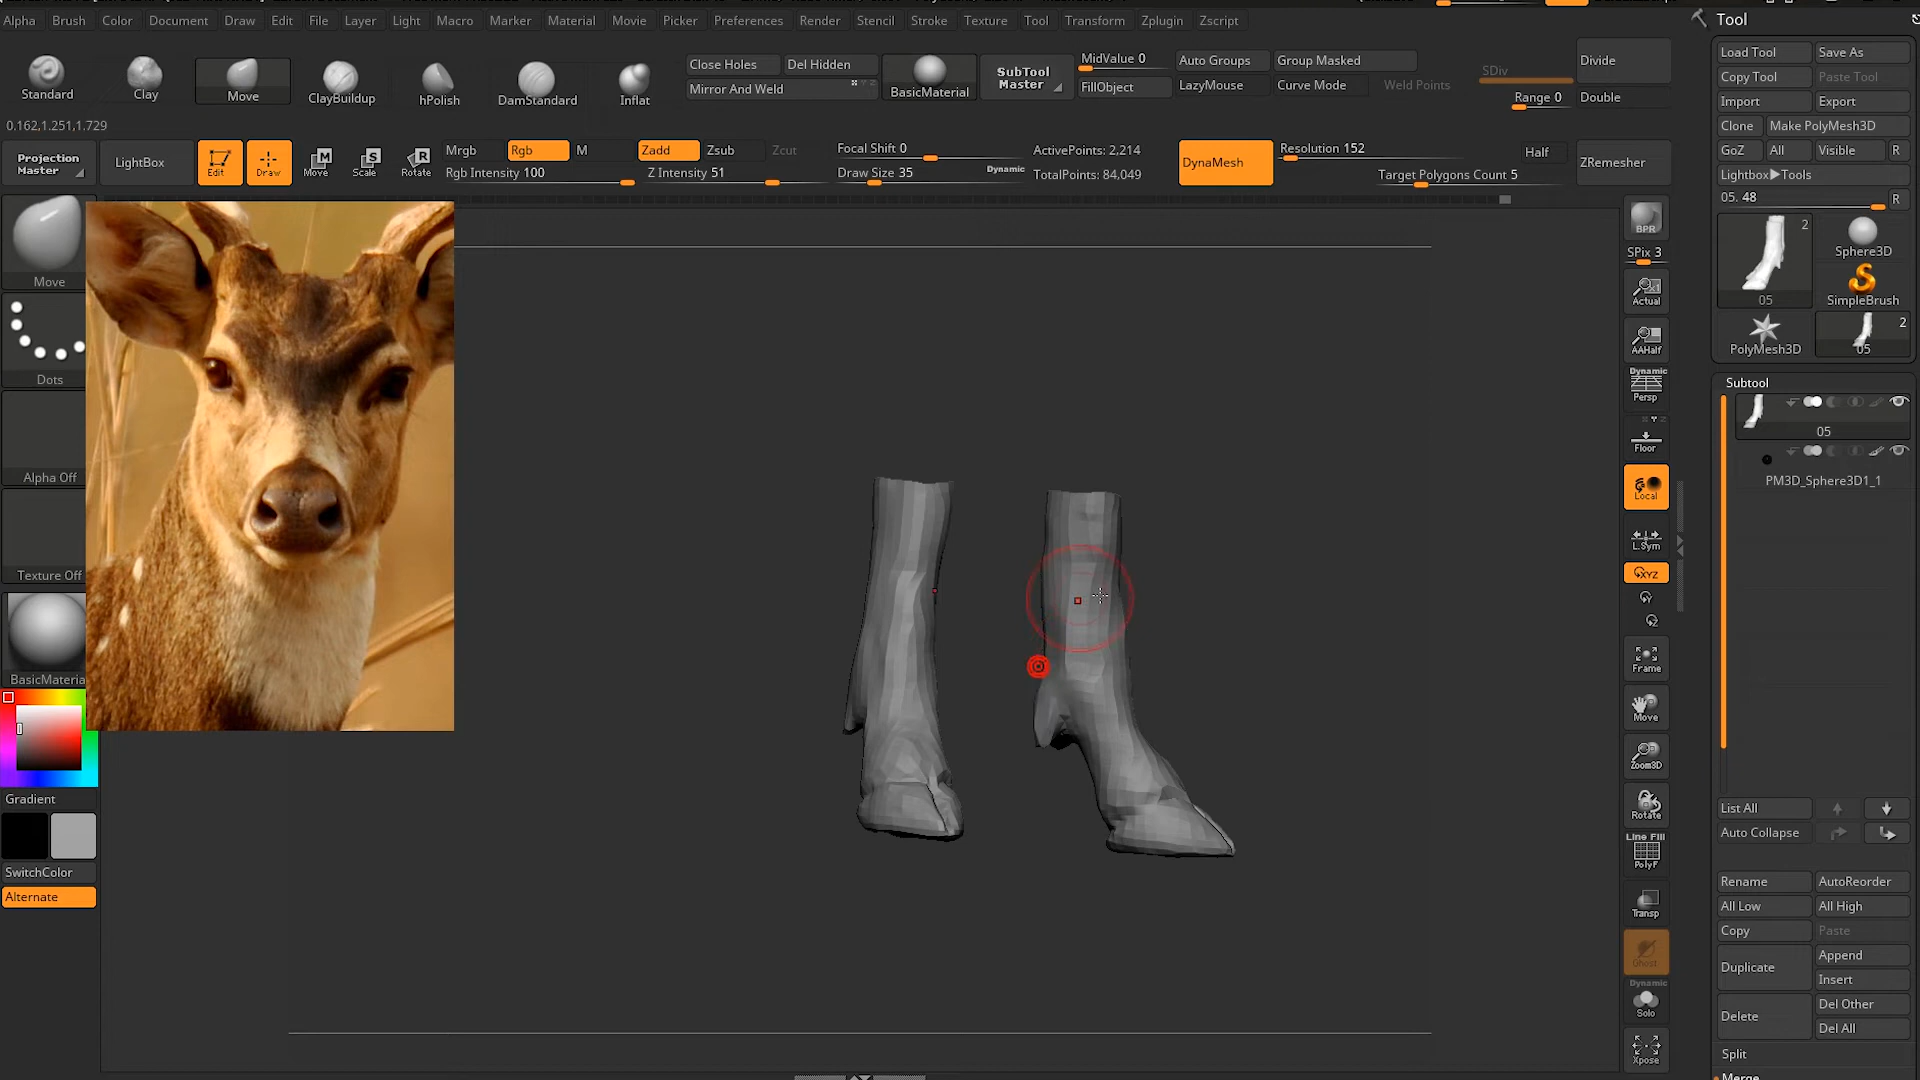 Alpha Brush Color Document Draw Edit File Layer Light Macro Marker Material Movie Picker Preferences Render Stencil Stroke Texture Tool Transform Zplugin Zscript
Standard Clay Move ClayBuildup hPolish DamStandard Inflat
Close Holes Del Hidden
Mirror And Weld
BasicMaterial
SubTool
Master
MidValue 0
FillObject
Auto Groups Group Masked
LazyMouse Curve Mode Weld Points
SDiv
Range 0
Divide
Double
0.162,1.251,1.729
Projection
Master
LightBox
Edit Draw Move Scale Rotate
Mrgb Rgb M
Rgb Intensity 100
Zadd Zsub Zcut
Z Intensity 51
Focal Shift 0
Draw Size 35
Dynamic
ActivePoints: 2,214
TotalPoints: 84,049
DynaMesh
Resolution 152
Half
Target Polygons Count 5
ZRemesher
Move
Dots
Alpha Off
Texture Off
BasicMateria
Gradient
SwitchColor
Alternate
BPR
SPix 3
Actual
AAHalf
Dynamic
Persp
Floor
Local
L.Sym
XYZ
Y
Z
Frame
Move
Zoom3D
Rotate
Line Fill
PolyF
Transp
Ghost
Dynamic
Solo
Xpose
Tool
Load Tool Save As
Copy Tool Paste Tool
Import Export
Clone Make PolyMesh3D
GoZ All Visible R
Lightbox▶Tools
05. 48 R
2
05
Sphere3D
SimpleBrush
PolyMesh3D
2
05
Subtool
05
PM3D_Sphere3D1_1
List All
Auto Collapse
Rename AutoReorder
All Low All High
Copy Paste
Duplicate Append
Insert
Delete Del Other
Del All
Split
Merge